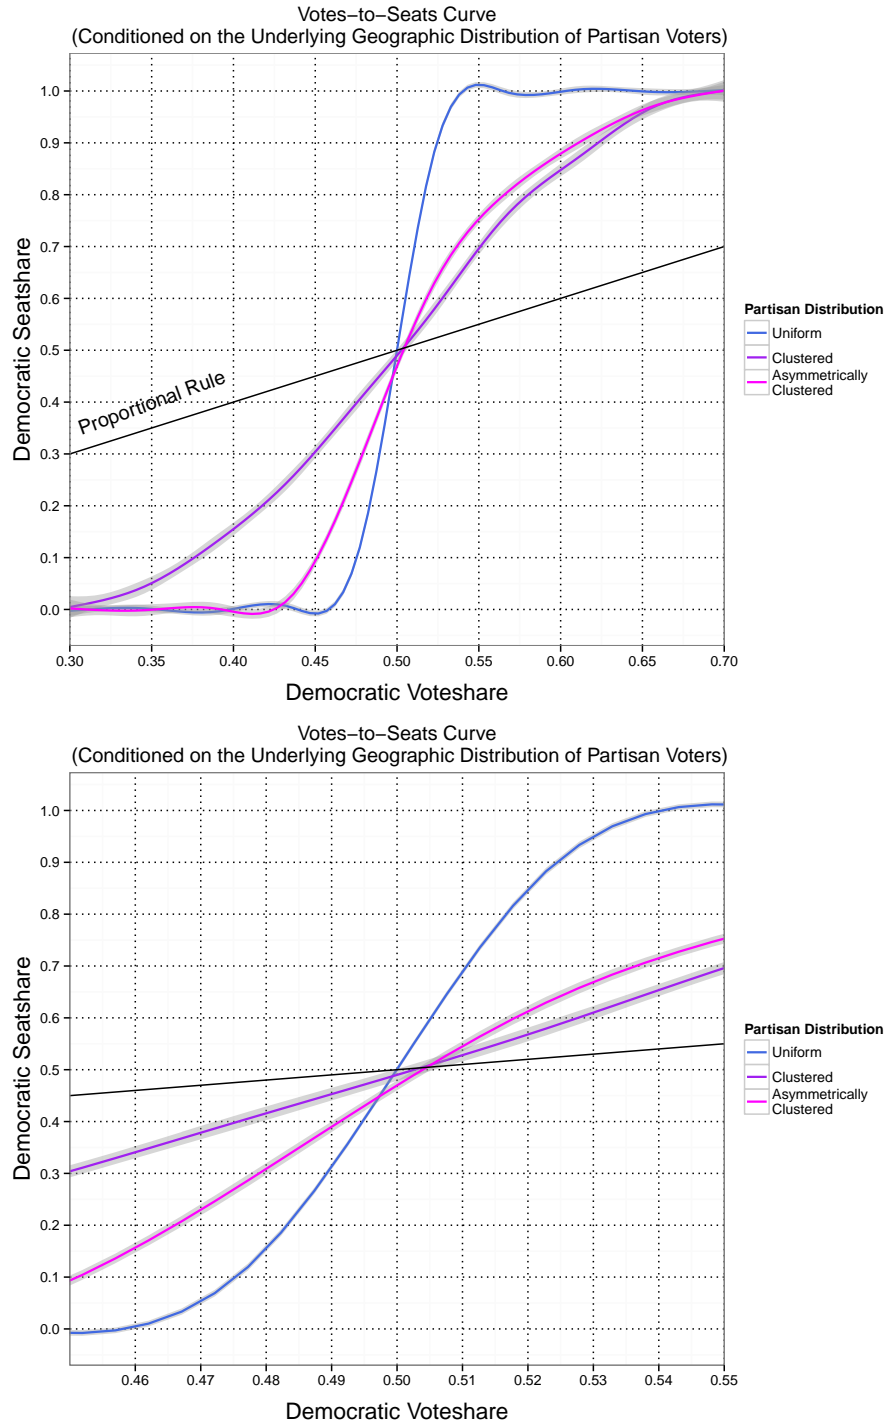 Votes−to−Seats Curve
(Conditioned on the Underlying Geographic Distribution of Partisan Voters)
1.0
0.9
0.8
0.7
0.6
0.5
0.4
0.3
0.2
0.1
0.0
Democratic Seatshare
Proportional Rule
0.30 0.35 0.40 0.45 0.50 0.55 0.60 0.65 0.70
Democratic Voteshare
Partisan Distribution
Uniform
Clustered
Asymmetrically
Clustered
Votes−to−Seats Curve
(Conditioned on the Underlying Geographic Distribution of Partisan Voters)
1.0
0.9
0.8
0.7
0.6
0.5
0.4
0.3
0.2
0.1
0.0
Democratic Seatshare
0.46 0.47 0.48 0.49 0.50 0.51 0.52 0.53 0.54 0.55
Democratic Voteshare
Partisan Distribution
Uniform
Clustered
Asymmetrically
Clustered